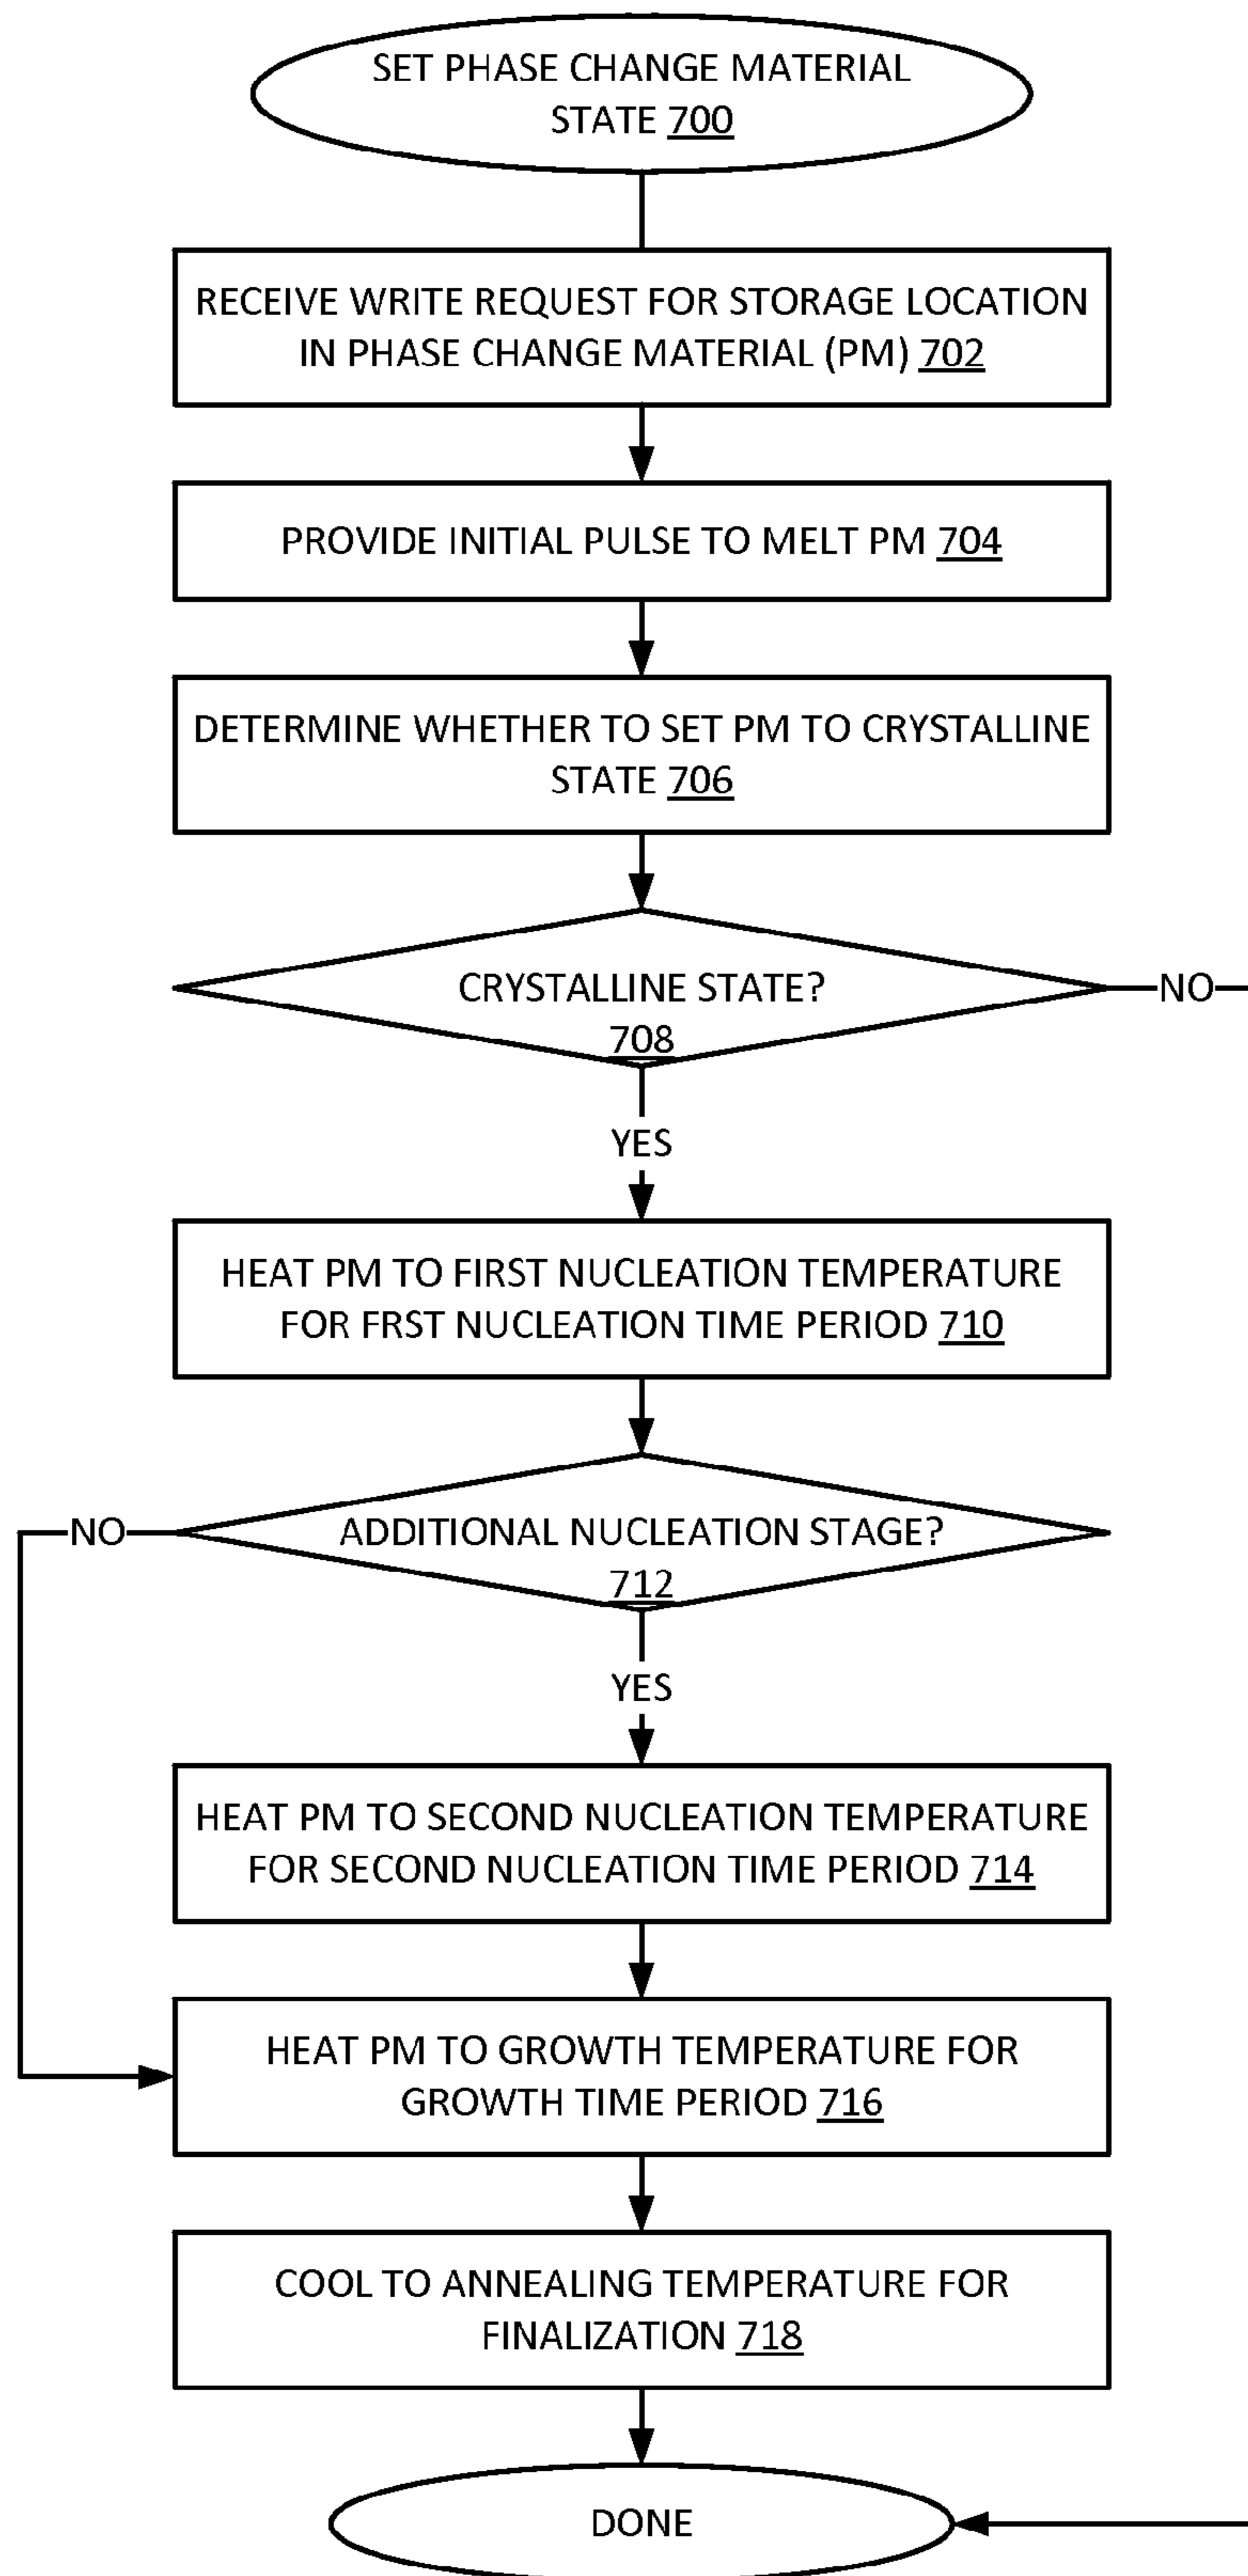 SET PHASE CHANGE MATERIAL
STATE 700
RECEIVE WRITE REQUEST FOR STORAGE LOCATION
IN PHASE CHANGE MATERIAL (PM) 702
PROVIDE INITIAL PULSE TO MELT PM 704
DETERMINE WHETHER TO SET PM TO CRYSTALLINE
STATE 706
CRYSTALLINE STATE?
708
NO
YES
HEAT PM TO FIRST NUCLEATION TEMPERATURE
FOR FRST NUCLEATION TIME PERIOD 710
NO
ADDITIONAL NUCLEATION STAGE?
712
YES
HEAT PM TO SECOND NUCLEATION TEMPERATURE
FOR SECOND NUCLEATION TIME PERIOD 714
HEAT PM TO GROWTH TEMPERATURE FOR
GROWTH TIME PERIOD 716
COOL TO ANNEALING TEMPERATURE FOR
FINALIZATION 718
DONE